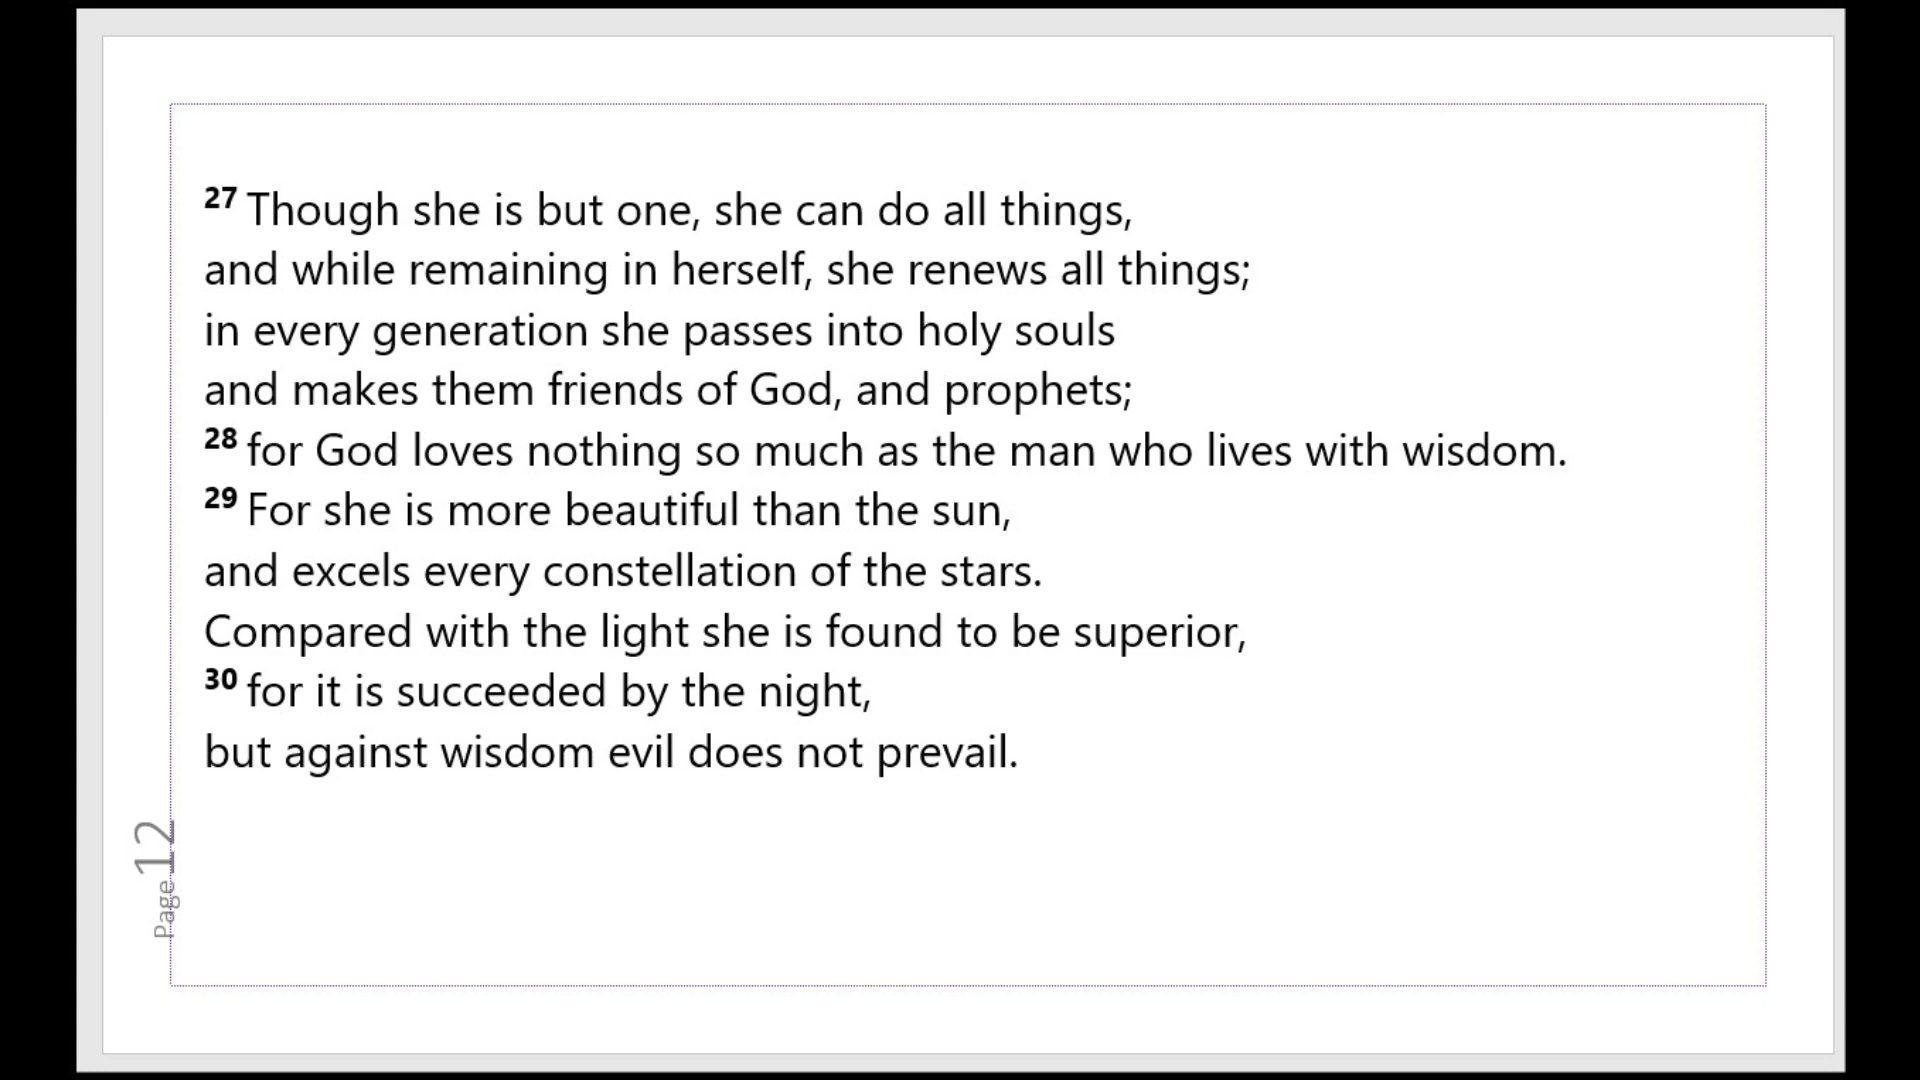 27 Though she is but one, she can do all things,
and while remaining in herself, she renews all things;
in every generation she passes into holy souls
and makes them friends of God, and prophets;
28 for God loves nothing so much as the man who lives with wisdom.
29 For she is more beautiful than the sun,
and excels every constellation of the stars.
Compared with the light she is found to be superior,
30 for it is succeeded by the night,
but against wisdom evil does not prevail.
Page 12